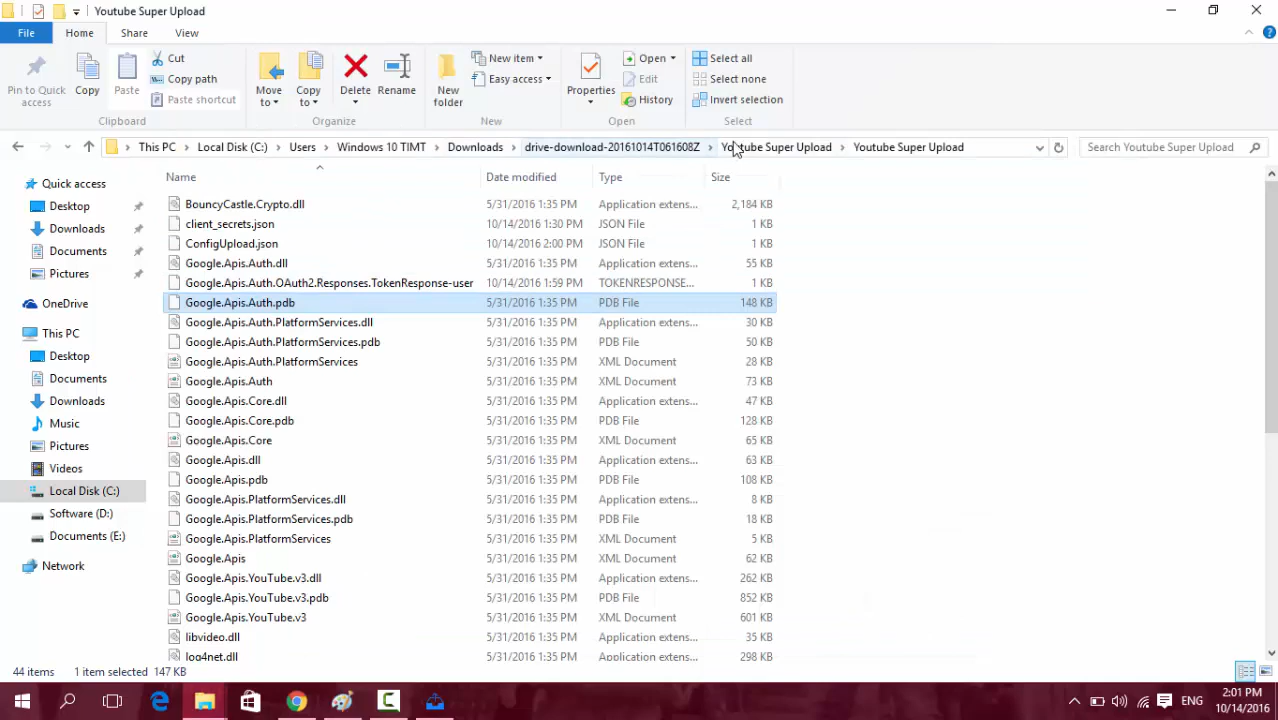 Youtube Super Upload
File Home Share View
Pin to Quick access
Copy
Paste
Cut
Copy path
Paste shortcut
Clipboard
Move to
Copy to
Delete
Rename
Organize
New folder
New item
Easy access
New
Properties
Open
Edit
History
Open
Select all
Select none
Invert selection
Select
This PC Local Disk (C:) Users Windows 10 TIMT Downloads drive-download-20161014T061608Z Youtube Super Upload Youtube Super Upload
Search Youtube Super Upload
Quick access
Desktop
Downloads
Documents
Pictures
OneDrive
This PC
Desktop
Documents
Downloads
Music
Pictures
Videos
Local Disk (C:)
Software (D:)
Documents (E:)
Network
Name Date modified Type Size
BouncyCastle.Crypto.dll 5/31/2016 1:35 PM Application extens... 2,184 KB
client_secrets.json 10/14/2016 1:30 PM JSON File 1 KB
ConfigUpload.json 10/14/2016 2:00 PM JSON File 1 KB
Google.Apis.Auth.dll 5/31/2016 1:35 PM Application extens... 55 KB
Google.Apis.Auth.OAuth2.Responses.TokenResponse-user 10/14/2016 1:59 PM TOKENRESPONSE... 1 KB
Google.Apis.Auth.pdb 5/31/2016 1:35 PM PDB File 148 KB
Google.Apis.Auth.PlatformServices.dll 5/31/2016 1:35 PM Application extens... 30 KB
Google.Apis.Auth.PlatformServices.pdb 5/31/2016 1:35 PM PDB File 50 KB
Google.Apis.Auth.PlatformServices 5/31/2016 1:35 PM XML Document 28 KB
Google.Apis.Auth 5/31/2016 1:35 PM XML Document 73 KB
Google.Apis.Core.dll 5/31/2016 1:35 PM Application extens... 47 KB
Google.Apis.Core.pdb 5/31/2016 1:35 PM PDB File 128 KB
Google.Apis.Core 5/31/2016 1:35 PM XML Document 65 KB
Google.Apis.dll 5/31/2016 1:35 PM Application extens... 63 KB
Google.Apis.pdb 5/31/2016 1:35 PM PDB File 108 KB
Google.Apis.PlatformServices.dll 5/31/2016 1:35 PM Application extens... 8 KB
Google.Apis.PlatformServices.pdb 5/31/2016 1:35 PM PDB File 18 KB
Google.Apis.PlatformServices 5/31/2016 1:35 PM XML Document 5 KB
Google.Apis 5/31/2016 1:35 PM XML Document 62 KB
Google.Apis.YouTube.v3.dll 5/31/2016 1:35 PM Application extens... 262 KB
Google.Apis.YouTube.v3.pdb 5/31/2016 1:35 PM PDB File 852 KB
Google.Apis.YouTube.v3 5/31/2016 1:35 PM XML Document 601 KB
libvideo.dll 5/31/2016 1:35 PM Application extens... 35 KB
log4net.dll 5/31/2016 1:35 PM Application extens... 298 KB
44 items 1 item selected 147 KB
ENG
2:01 PM
10/14/2016